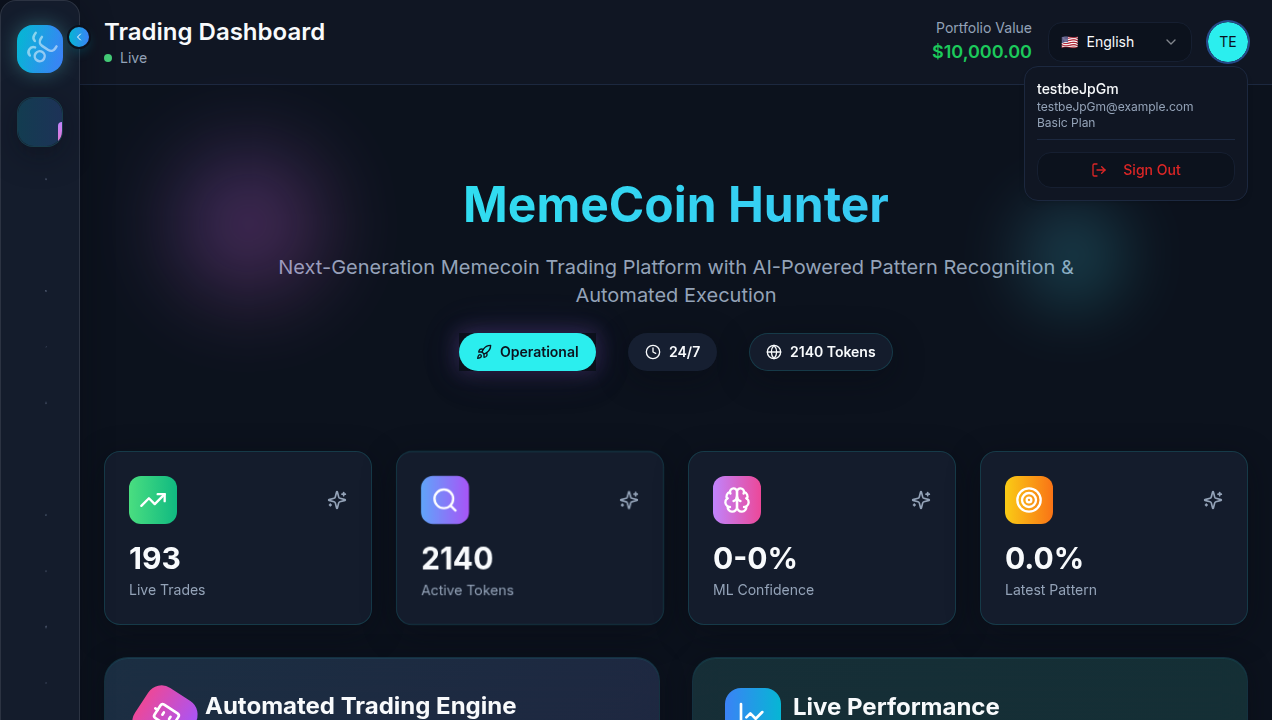 Trading Dashboard
Live
Portfolio Value
$10,000.00
English
TE
testbeJpGm
testbeJpGm@example.com
Basic Plan
Sign Out
MemeCoin Hunter
Next-Generation Memecoin Trading Platform with AI-Powered Pattern Recognition &
Automated Execution
Operational
24/7
2140 Tokens
193
Live Trades
2140
Active Tokens
0-0%
ML Confidence
0.0%
Latest Pattern
Automated Trading Engine
Live Performance